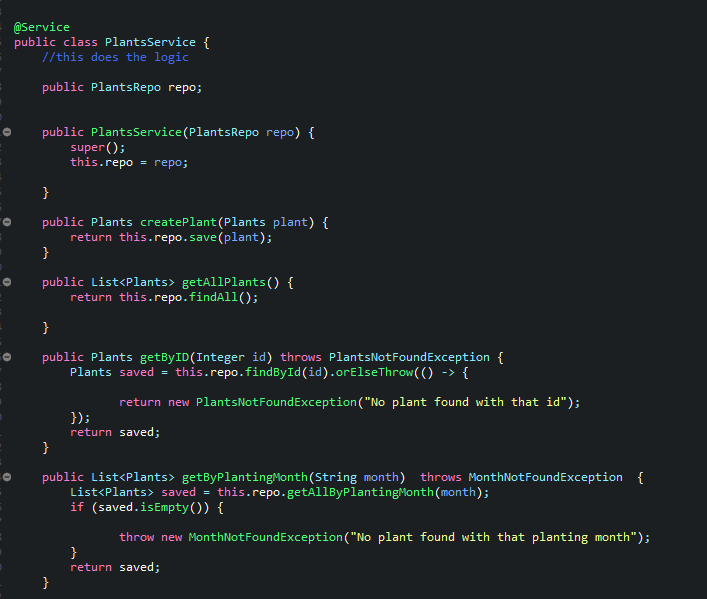 @Service
public class PlantsService {
//this does the logic
public PlantsRepo repo;
public PlantsService(PlantsRepo repo) {
super();
this.repo = repo;
}
public Plants createPlant(Plants plant) {
return this.repo.save(plant);
}
public List<Plants> getAllPlants() {
return this.repo.findAll();
}
public Plants getByID(Integer id) throws PlantsNotFoundException {
Plants saved = this.repo.findById(id).orElseThrow(() -> {
return new PlantsNotFoundException("No plant found with that id");
});
return saved;
}
public List<Plants> getByPlantingMonth(String month)  throws MonthNotFoundException  {
List<Plants> saved = this.repo.getAllByPlantingMonth(month);
if (saved.isEmpty()) {
throw new MonthNotFoundException("No plant found with that planting month");
}
return saved;
}